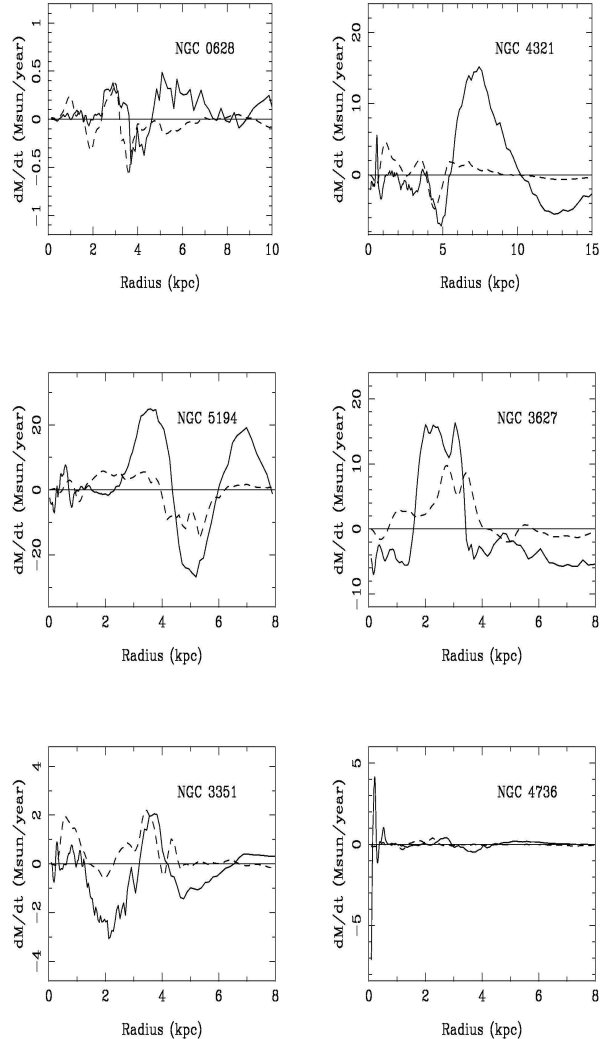 NGC 0628
dM/dt (Msun/year)
1
0.5
0
−0.5
−1
0 2 4 6 8 10
Radius (kpc)
NGC 4321
dM/dt (Msun/year)
20
10
0
−10
0 5 10 15
Radius (kpc)
NGC 5194
dM/dt (Msun/year)
20
0
−20
0 2 4 6 8
Radius (kpc)
NGC 3627
dM/dt (Msun/year)
20
10
0
−10
0 2 4 6 8
Radius (kpc)
NGC 3351
dM/dt (Msun/year)
4
2
0
−2
−4
0 2 4 6 8
Radius (kpc)
NGC 4736
dM/dt (Msun/year)
5
0
−5
0 2 4 6 8
Radius (kpc)